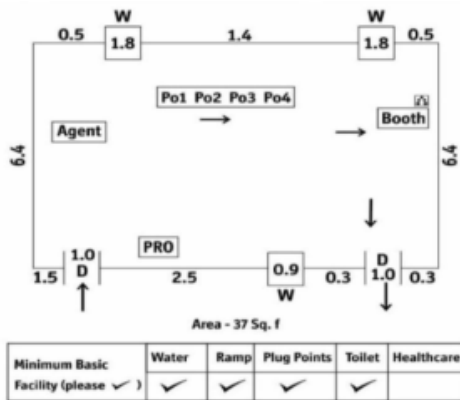 W W
0.5 1.8 1.4 1.8 0.5
Po1 Po2 Po3 Po4
Agent Booth
6.4 6.4
1.0 PRO D
1.5 D 2.5 0.9 0.3 1.0 0.3
W
Area - 37 Sq. f
Minimum Basic Facility (please ✓) Water Ramp Plug Points Toilet Healthcare
✓ ✓ ✓ ✓